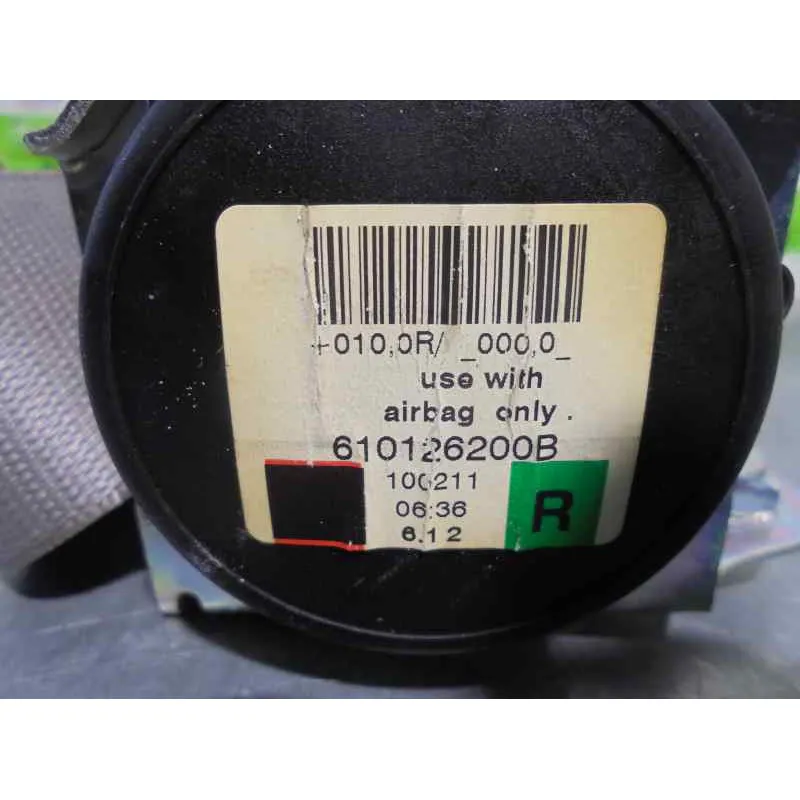 +010,0R/ _000,0_
use with
airbag only.
610126200B
100211
06:36
6.12
R